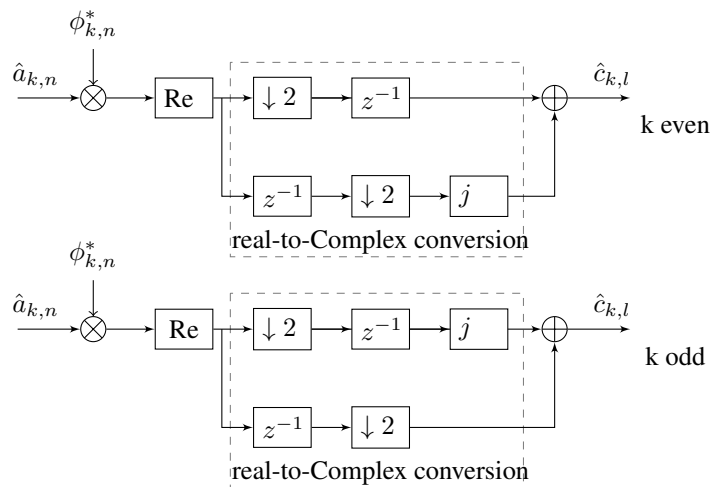 ϕ*ₖ,ₙ
âₖ,ₙ
Re
↓ 2
z⁻¹
ĉₖ,ₗ
k even
z⁻¹
↓ 2
j
real-to-Complex conversion
ϕ*ₖ,ₙ
âₖ,ₙ
Re
↓ 2
z⁻¹
j
ĉₖ,ₗ
k odd
z⁻¹
↓ 2
real-to-Complex conversion